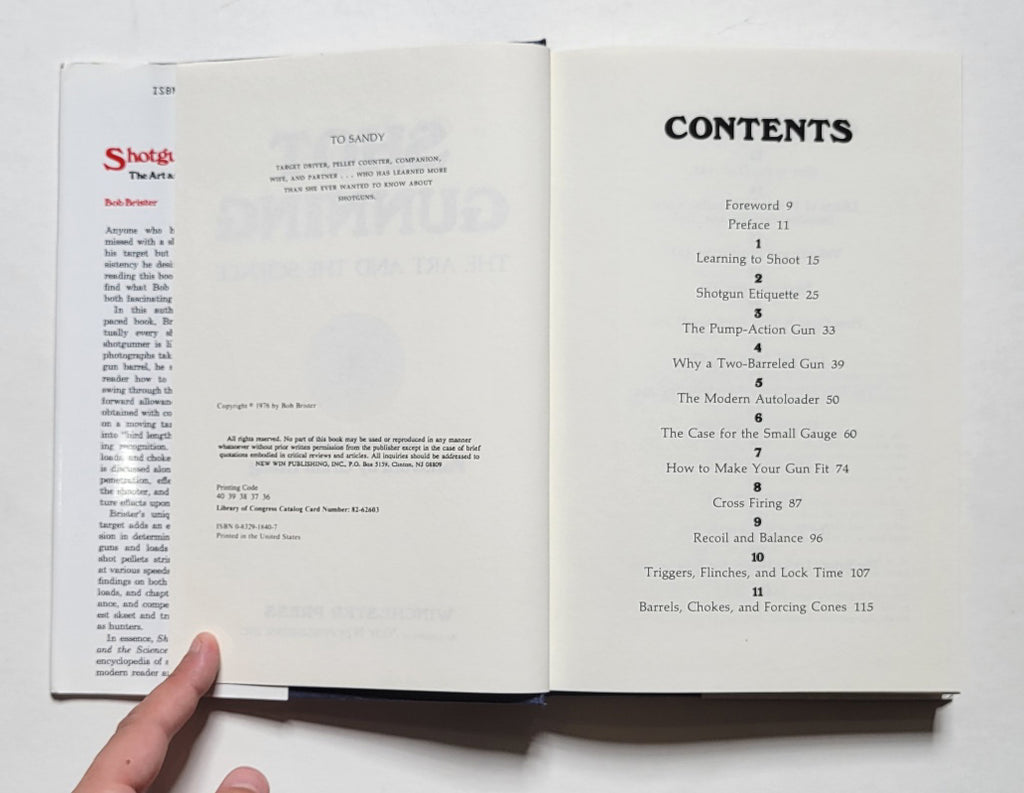 ISBN
Shotgu
The Art a
Bob Brister
Anyone who h
missed with a sl
his target but
sistency he desi
reading this boo
find what Bob
both fascinating
In this auth
paced book, Br
tually every sl
shotgunner is li
photographs tak
gun barrel, he s
reader how to
swing through th
forward allowan
obtained with co
on a moving tar
into "bird length
ing recognition.
loads, and choke
is discussed alon
penetration, effe
the shooter, and
ture effects upon
Brister's uniq
target adds an e
sion in determin
guns and loads
shot pellets stri
at various speeds
findings on both
loads, and chapt
ance, and compe
est skeet and tr
as hunters.
In essence, Sh
and the Science
encyclopedia of s
modern reader a
TO SANDY
TARGET DRIVER, PELLET COUNTER, COMPANION,
WIFE, AND PARTNER . . . WHO HAS LEARNED MORE
THAN SHE EVER WANTED TO KNOW ABOUT
SHOTGUNS.
Copyright © 1976 by Bob Brister
All rights reserved. No part of this book may be used or reproduced in any manner
whatsoever without prior written permission from the publisher except in the case of brief
quotations embodied in critical reviews and articles. All inquiries should be addressed to
NEW WIN PUBLISHING, INC., P.O. Box 5159, Clinton, NJ 08809
Printing Code
40 39 38 37 36
Library of Congress Catalog Card Number: 82-62603
ISBN 0-8329-1840-7
Printed in the United States
CONTENTS
Foreword 9
Preface 11
1
Learning to Shoot 15
2
Shotgun Etiquette 25
3
The Pump-Action Gun 33
4
Why a Two-Barreled Gun 39
5
The Modern Autoloader 50
6
The Case for the Small Gauge 60
7
How to Make Your Gun Fit 74
8
Cross Firing 87
9
Recoil and Balance 96
10
Triggers, Flinches, and Lock Time 107
11
Barrels, Chokes, and Forcing Cones 115